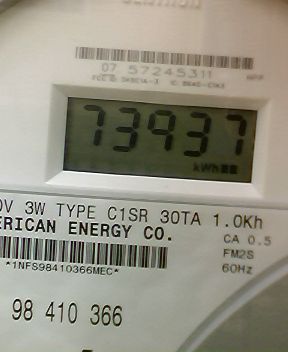 07 57245311
73937
kWh
0V 3W TYPE C1SR 30TA 1.0Kh
ERICAN ENERGY CO.
CA 0.5
FM2S
*1NFS98410366MEC*
60Hz
98 410 366